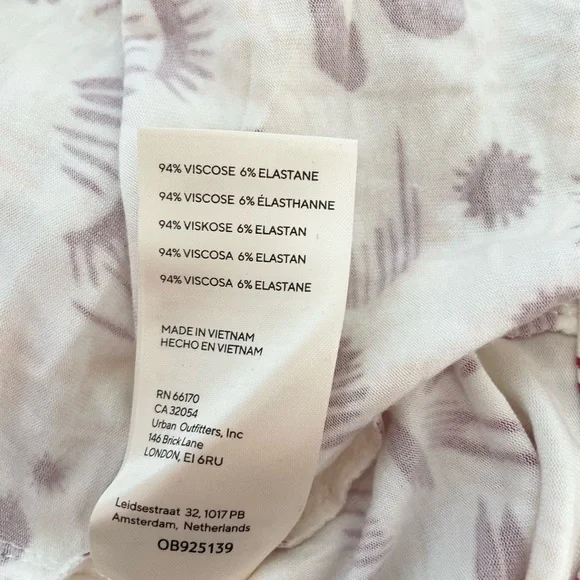 94% VISCOSE 6% ELASTANE
94% VISCOSE 6% ÉLASTHANNE
94% VISKOSE 6% ELASTAN
94% VISCOSA 6% ELASTAN
94% VISCOSA 6% ELASTANE
MADE IN VIETNAM
HECHO EN VIETNAM
RN 66170
CA 32054
Urban Outfitters, Inc
146 Brick Lane
LONDON, E1 6RU
Leidsestraat 32, 1017 PB
Amsterdam, Netherlands
OB925139